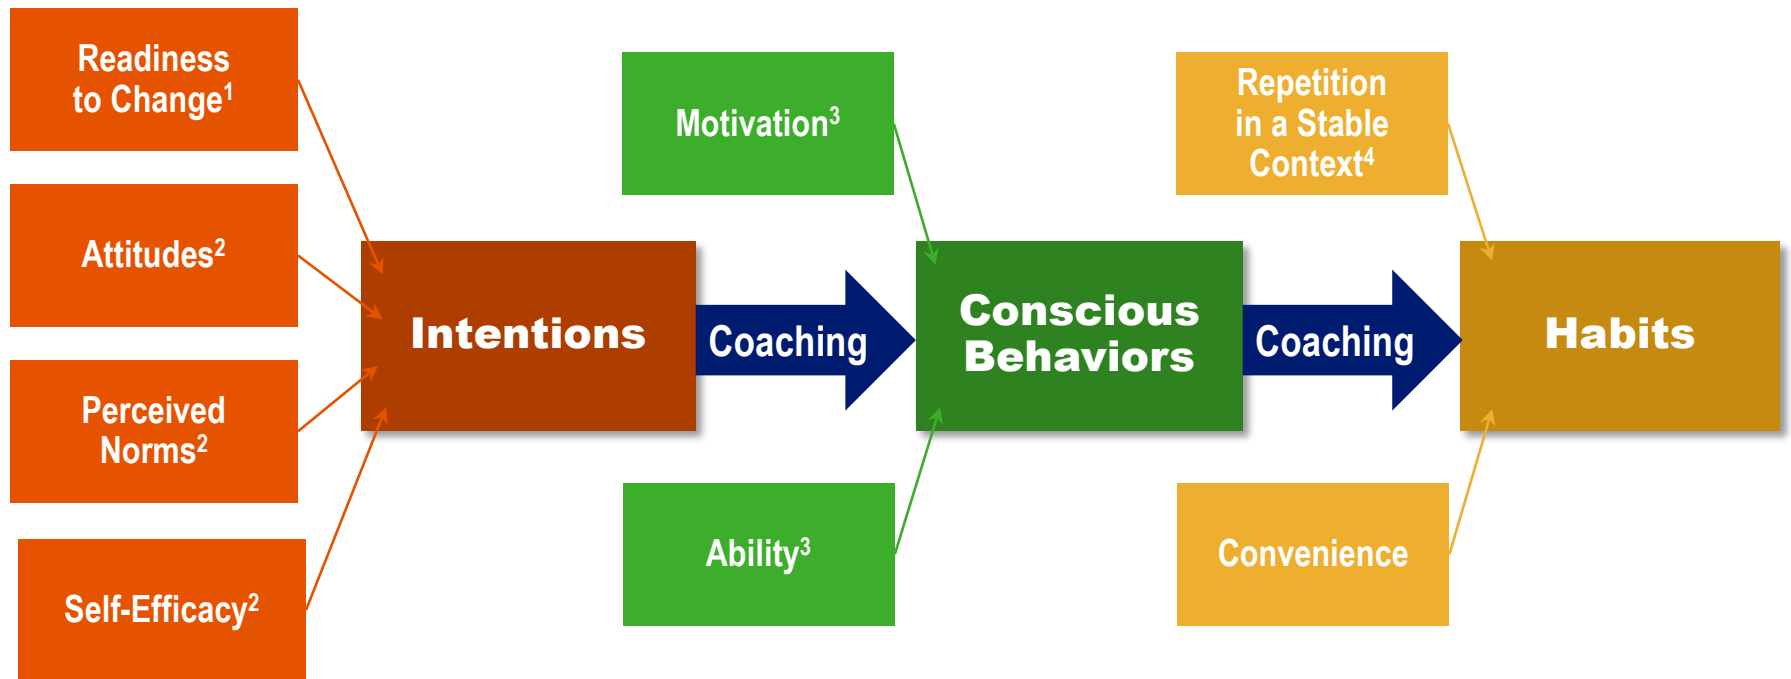 Readiness
to Change¹
Attitudes²
Perceived
Norms²
Self-Efficacy²
Intentions
Coaching
Motivation³
Ability³
Conscious
Behaviors
Coaching
Repetition
in a Stable
Context⁴
Convenience
Habits